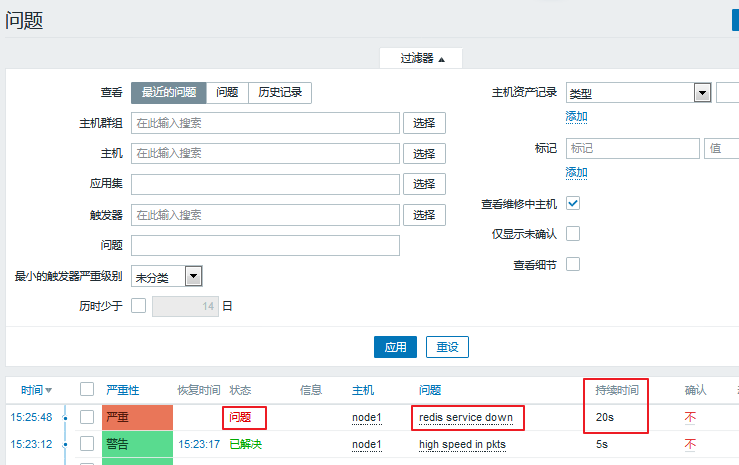 问题
过滤器
查看 最近的问题 问题 历史记录 主机资产记录 类型
添加
主机群组 在此输入搜索 选择
主机 在此输入搜索 选择 标记 标记 值
添加
应用集 选择
查看维修中主机
触发器 在此输入搜索 选择
仅显示未确认
问题
查看细节
最小的触发器严重级别 未分类
历时少于 14 日
应用 重设
时间 严重性 恢复时间 状态 信息 主机 问题 持续时间 确认
15:25:48 严重 问题 node1 redis service down 20s 不
15:23:12 警告 15:23:17 已解决 node1 high speed in pkts 5s 不